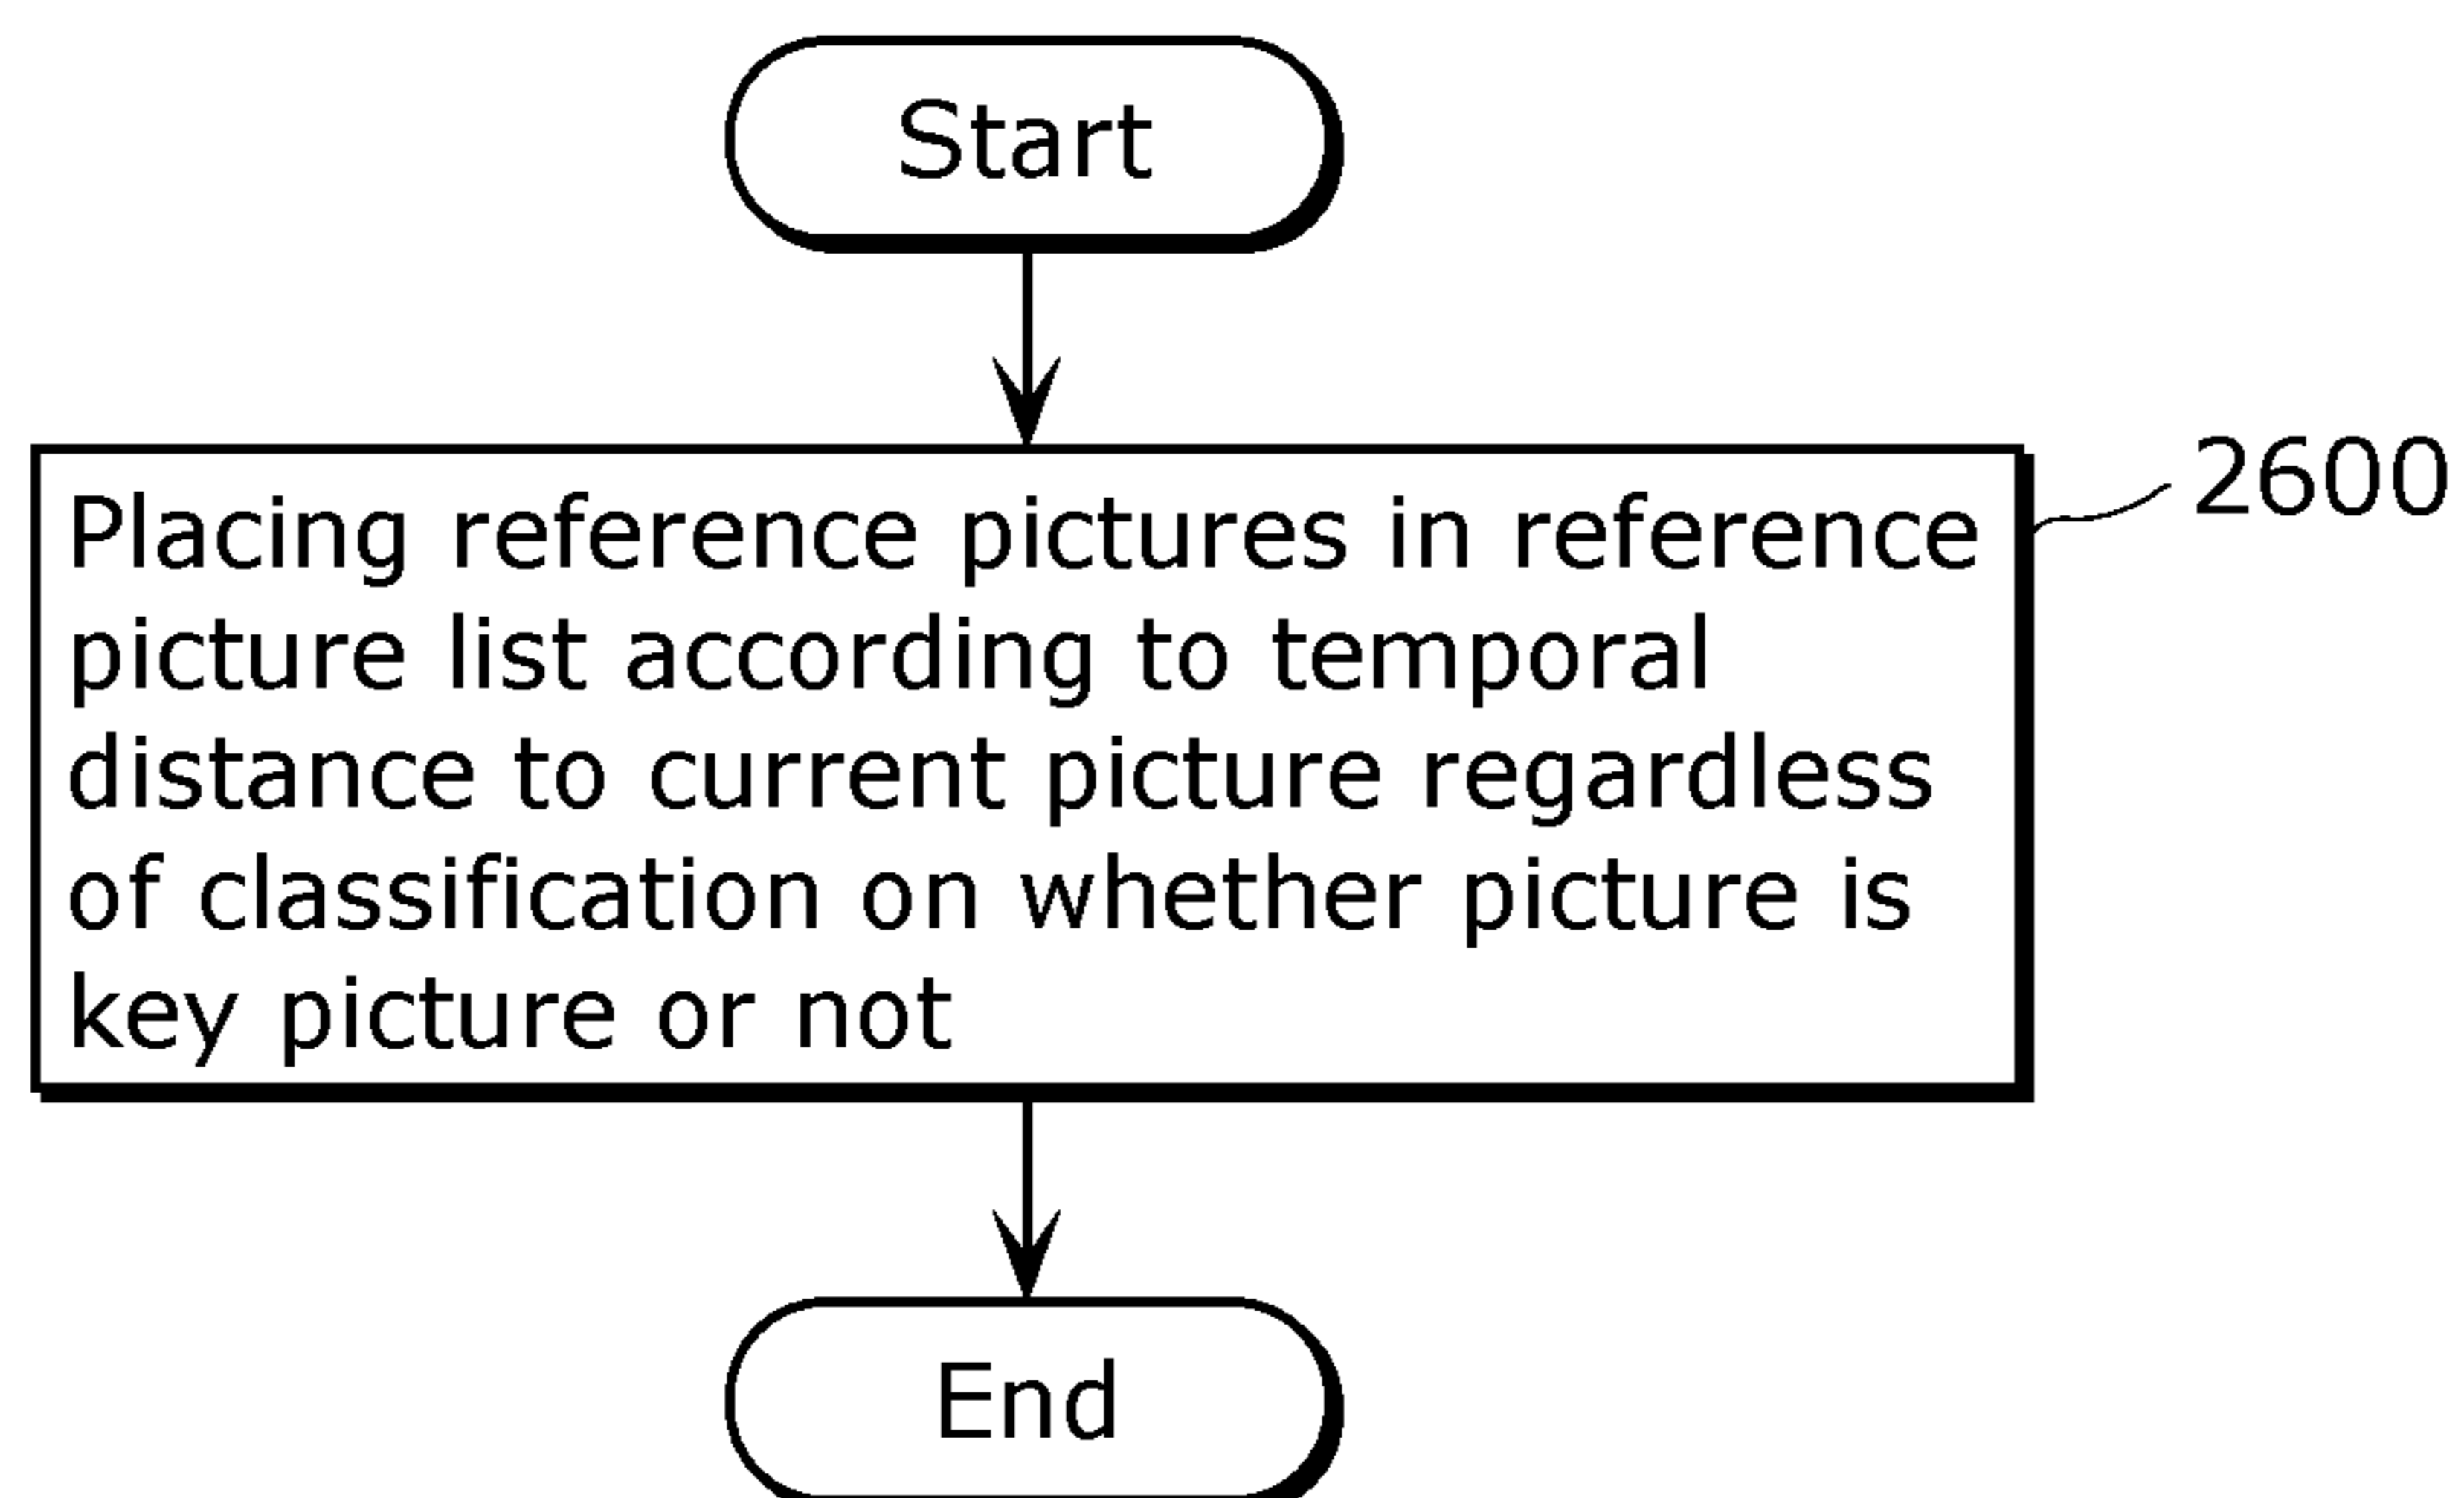 Start
Placing reference pictures in reference
picture list according to temporal
distance to current picture regardless
of classification on whether picture is
key picture or not
2600
End